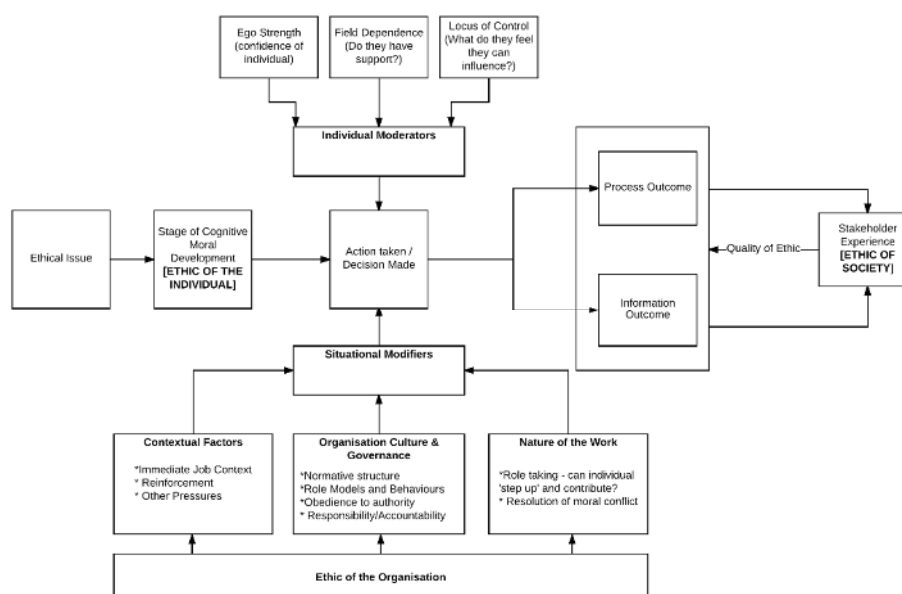 Ego Strength
(confidence of
individual)
Field Dependence
(Do they have
support?)
Locus of Control
(What do they feel
they can
influence?)
Individual Moderators
Ethical Issue
Stage of Cognitive
Moral
Development
[ETHIC OF THE
INDIVIDUAL]
Action taken /
Decision Made
Process Outcome
Information
Outcome
Quality of Ethic
Stakeholder
Experience
[ETHIC OF
SOCIETY]
Situational Modifiers
Contextual Factors
*Immediate Job Context
* Reinforcement
* Other Pressures
Organisation Culture &
Governance
*Normative structure
*Role Models and Behaviours
*Obedience to authority
* Responsibility/Accountability
Nature of the Work
*Role taking - can individual
'step up' and contribute?
* Resolution of moral conflict
Ethic of the Organisation